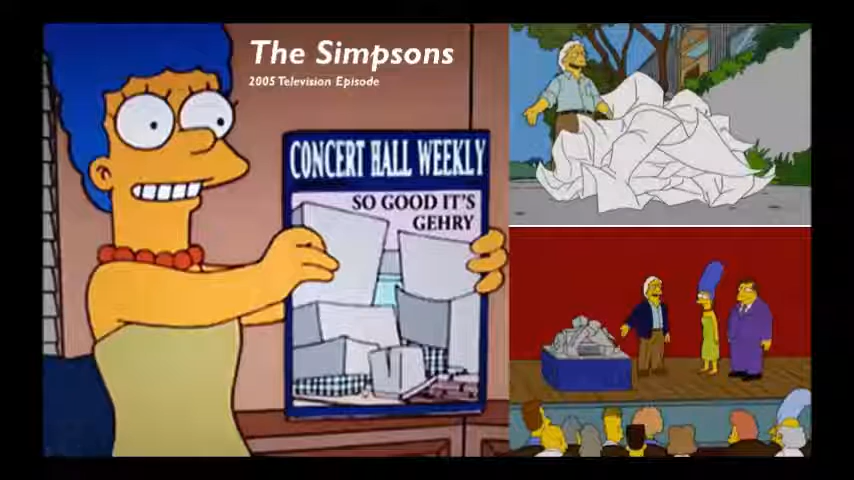 The Simpsons
2005 Television Episode
CONCERT HALL WEEKLY
SO GOOD IT'S
GEHRY